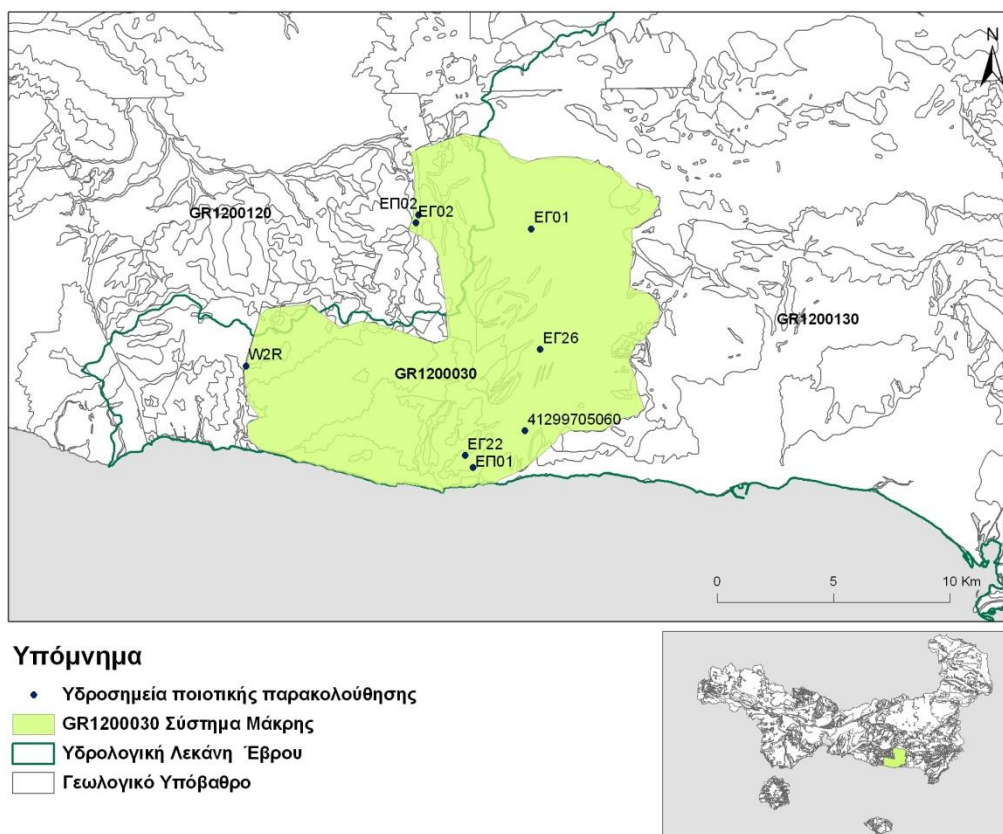 N
GR1200120
ΕΠ02
ΕΓ02
ΕΓ01
GR1200130
W2R
GR1200030
ΕΓ26
41299705060
ΕΓ22
ΕΠ01
0 5 10 Km
Υπόμνημα
Υδροσημεία ποιοτικής παρακολούθησης
GR1200030 Σύστημα Μάκρης
Υδρολογική Λεκάνη Έβρου
Γεωλογικό Υπόβαθρο